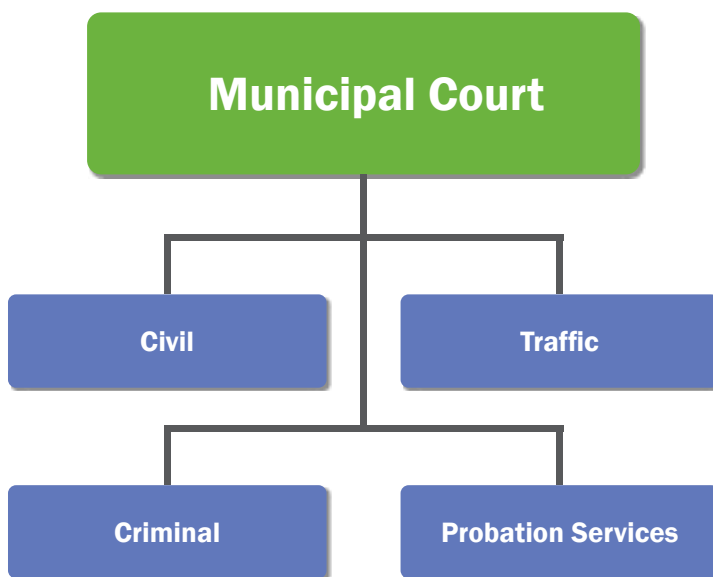 Municipal Court
Civil
Traffic
Criminal
Probation Services